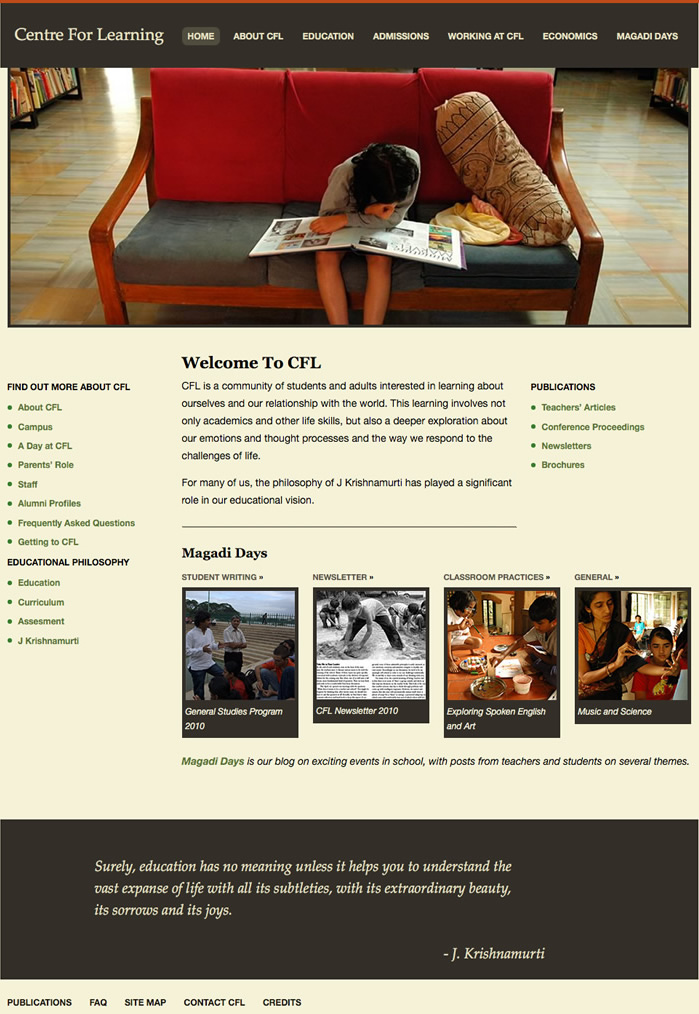 Centre For Learning
HOME
ABOUT CFL
EDUCATION
ADMISSIONS
WORKING AT CFL
ECONOMICS
MAGADI DAYS
FIND OUT MORE ABOUT CFL
About CFL
Campus
A Day at CFL
Parents' Role
Staff
Alumni Profiles
Frequently Asked Questions
Getting to CFL
EDUCATIONAL PHILOSOPHY
Education
Curriculum
Assesment
J Krishnamurti
Welcome To CFL
CFL is a community of students and adults interested in learning about
ourselves and our relationship with the world. This learning involves not
only academics and other life skills, but also a deeper exploration about
our emotions and thought processes and the way we respond to the
challenges of life.
For many of us, the philosophy of J Krishnamurti has played a significant
role in our educational vision.
PUBLICATIONS
Teachers' Articles
Conference Proceedings
Newsletters
Brochures
Magadi Days
STUDENT WRITING »
General Studies Program
2010
NEWSLETTER »
CFL Newsletter 2010
CLASSROOM PRACTICES »
Exploring Spoken English
and Art
GENERAL »
Music and Science
Magadi Days is our blog on exciting events in school, with posts from teachers and students on several themes.
Surely, education has no meaning unless it helps you to understand the
vast expanse of life with all its subtleties, with its extraordinary beauty,
its sorrows and its joys.
- J. Krishnamurti
PUBLICATIONS
FAQ
SITE MAP
CONTACT CFL
CREDITS